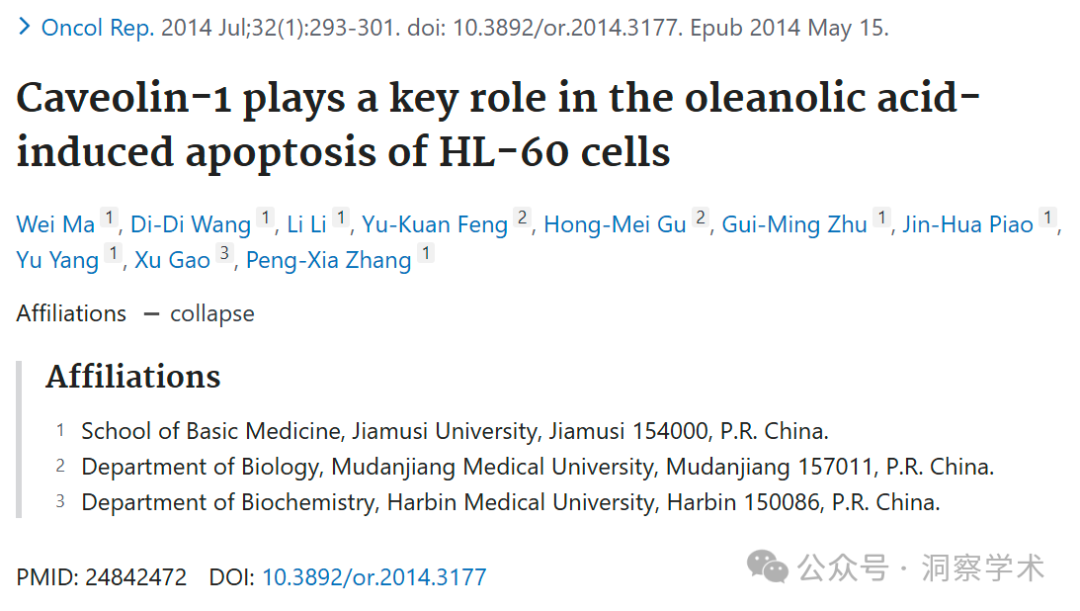 > Oncol Rep. 2014 Jul;32(1):293-301. doi: 10.3892/or.2014.3177. Epub 2014 May 15.
Caveolin-1 plays a key role in the oleanolic acid-
induced apoptosis of HL-60 cells
Wei Ma 1, Di-Di Wang 1, Li Li 1, Yu-Kuan Feng 2, Hong-Mei Gu 2, Gui-Ming Zhu 1, Jin-Hua Piao 1,
Yu Yang 1, Xu Gao 3, Peng-Xia Zhang 1
Affiliations — collapse
Affiliations
1 School of Basic Medicine, Jiamusi University, Jiamusi 154000, P.R. China.
2 Department of Biology, Mudanjiang Medical University, Mudanjiang 157011, P.R. China.
3 Department of Biochemistry, Harbin Medical University, Harbin 150086, P.R. China.
PMID: 24842472 DOI: 10.3892/or.2014.3177
公众号 · 洞察学术